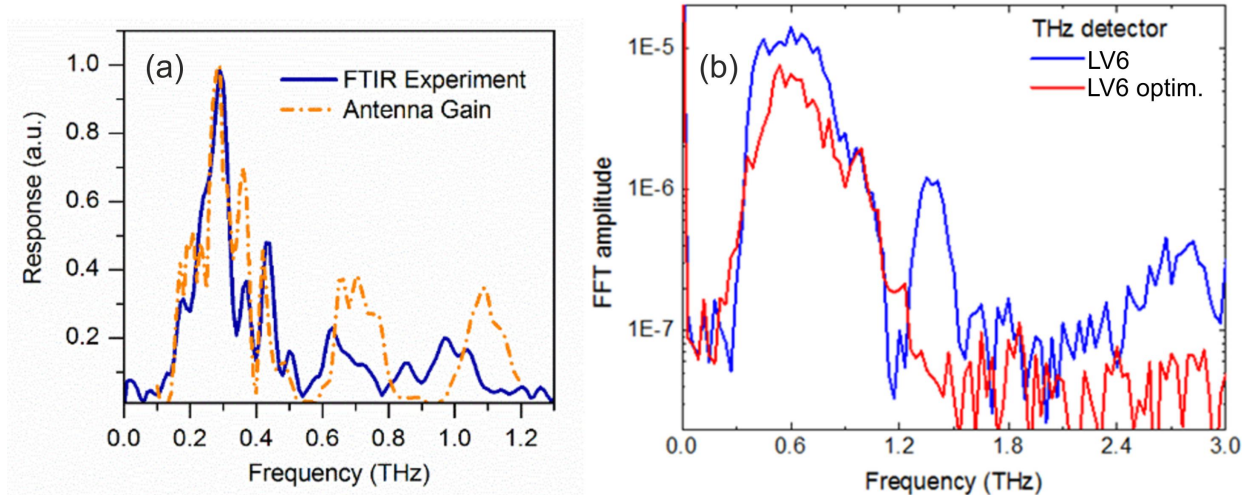 (a)
FTIR Experiment
Antenna Gain
Response (a.u.)
1.0
0.8
0.6
0.4
0.2
0.0 0.2 0.4 0.6 0.8 1.0 1.2
Frequency (THz)
(b)
THz detector
LV6
LV6 optim.
FFT amplitude
1E-5
1E-6
1E-7
0.0 0.6 1.2 1.8 2.4 3.0
Frequency (THz)